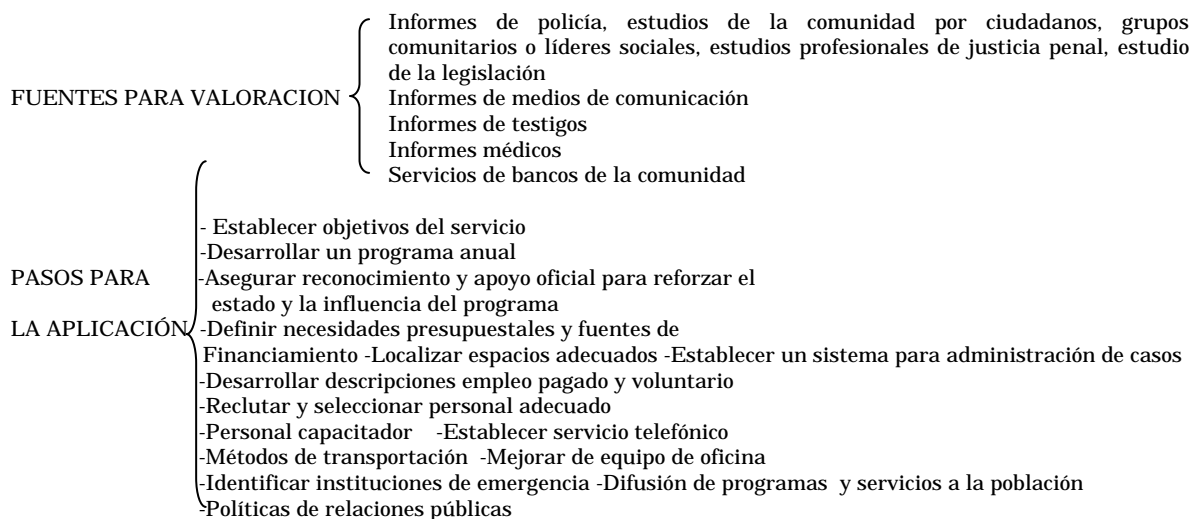 Informes de policía, estudios de la comunidad por ciudadanos, grupos
comunitarios o líderes sociales, estudios profesionales de justicia penal, estudio
de la legislación
FUENTES PARA VALORACION
Informes de medios de comunicación
Informes de testigos
Informes médicos
Servicios de bancos de la comunidad
- Establecer objetivos del servicio
-Desarrollar un programa anual
PASOS PARA
-Asegurar reconocimiento y apoyo oficial para reforzar el
estado y la influencia del programa
LA APLICACIÓN
-Definir necesidades presupuestales y fuentes de
Financiamiento -Localizar espacios adecuados -Establecer un sistema para administración de casos
-Desarrollar descripciones empleo pagado y voluntario
-Reclutar y seleccionar personal adecuado
-Personal capacitador -Establecer servicio telefónico
-Métodos de transportación -Mejorar de equipo de oficina
-Identificar instituciones de emergencia -Difusión de programas y servicios a la población
-Políticas de relaciones públicas